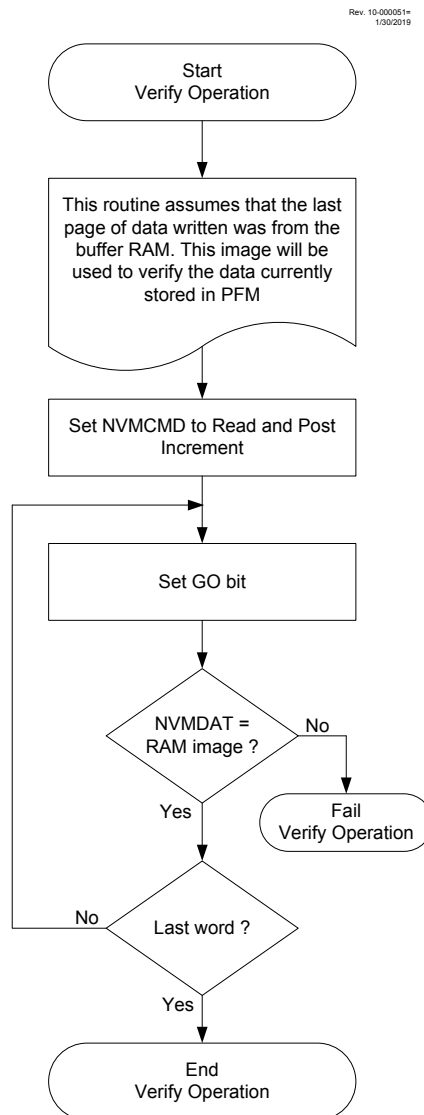 Rev. 10-000051=
1/30/2019
Start
Verify Operation
This routine assumes that the last
page of data written was from the
buffer RAM. This image will be
used to verify the data currently
stored in PFM
Set NVMCMD to Read and Post
Increment
Set GO bit
NVMDAT =
RAM image ?
No
Yes
Fail
Verify Operation
Last word ?
No
Yes
End
Verify Operation